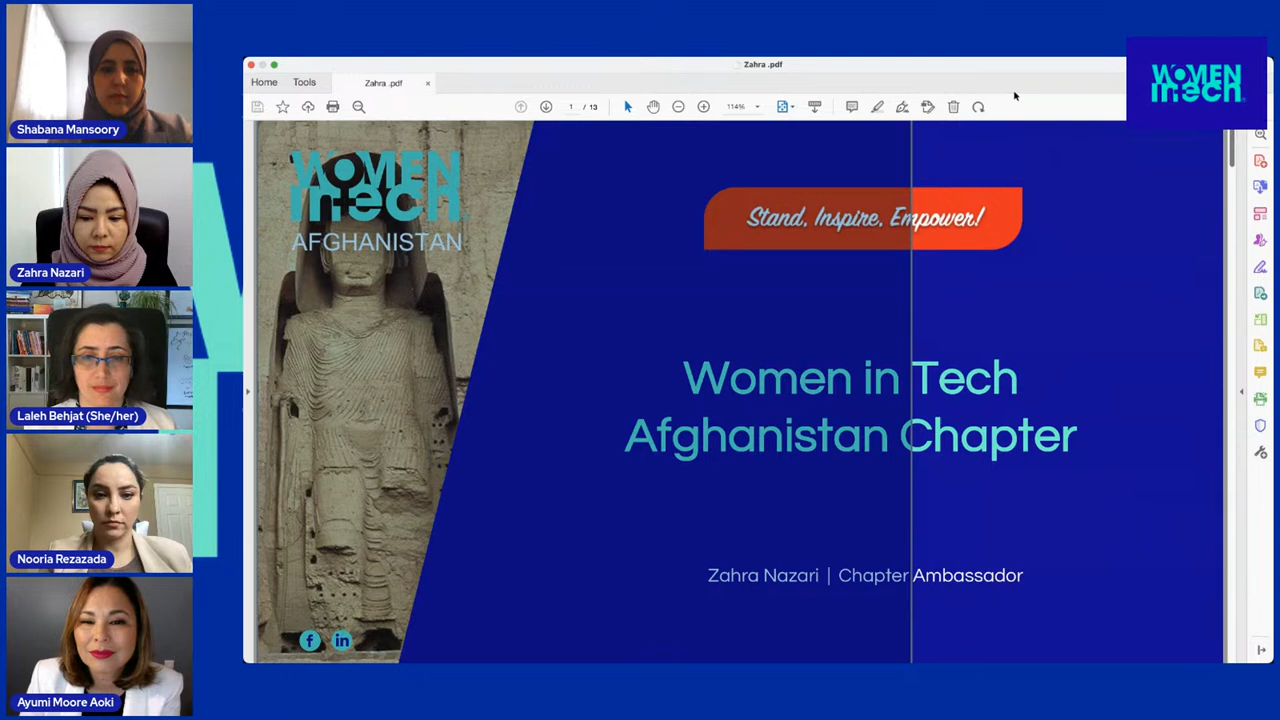 Shabana Mansoory
Zahra Nazari
Laleh Behjat (She/her)
Nooria Rezazada
Ayumi Moore Aoki
Zahra .pdf
Home
Tools
Zahra .pdf
×
1 / 13
114%
WOMEN
in tech
WOMEN
in tech
AFGHANISTAN
Stand, Inspire, Empower!
Women in Tech
Afghanistan Chapter
Zahra Nazari | Chapter Ambassador
f in